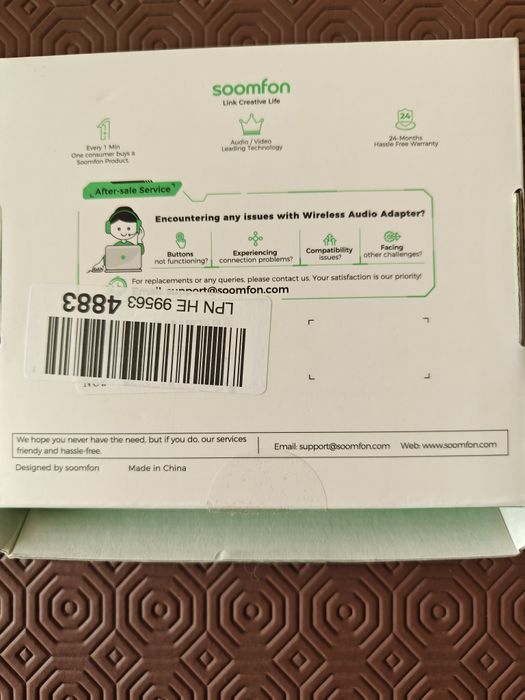 soomfon
Link Creative Life
1
Every 1 Min
One consumer buys a
Soomfon Product.
Audio / Video
Leading Technology
24
24-Months
Hassle Free Warranty
After-sale Service
Encountering any issues with Wireless Audio Adapter?
Buttons
not functioning?
Experiencing
connection problems?
Compatibility
issues?
Facing
other challenges?
For replacements or any queries, please contact us. Your satisfaction is our priority!
Email: support@soomfon.com
LPN HE 99563 4883
We hope you never have the need, but if you do, our services
friendy and hassle-free.
Email: support@soomfon.com Web: www.soomfon.com
Designed by soomfon Made in China